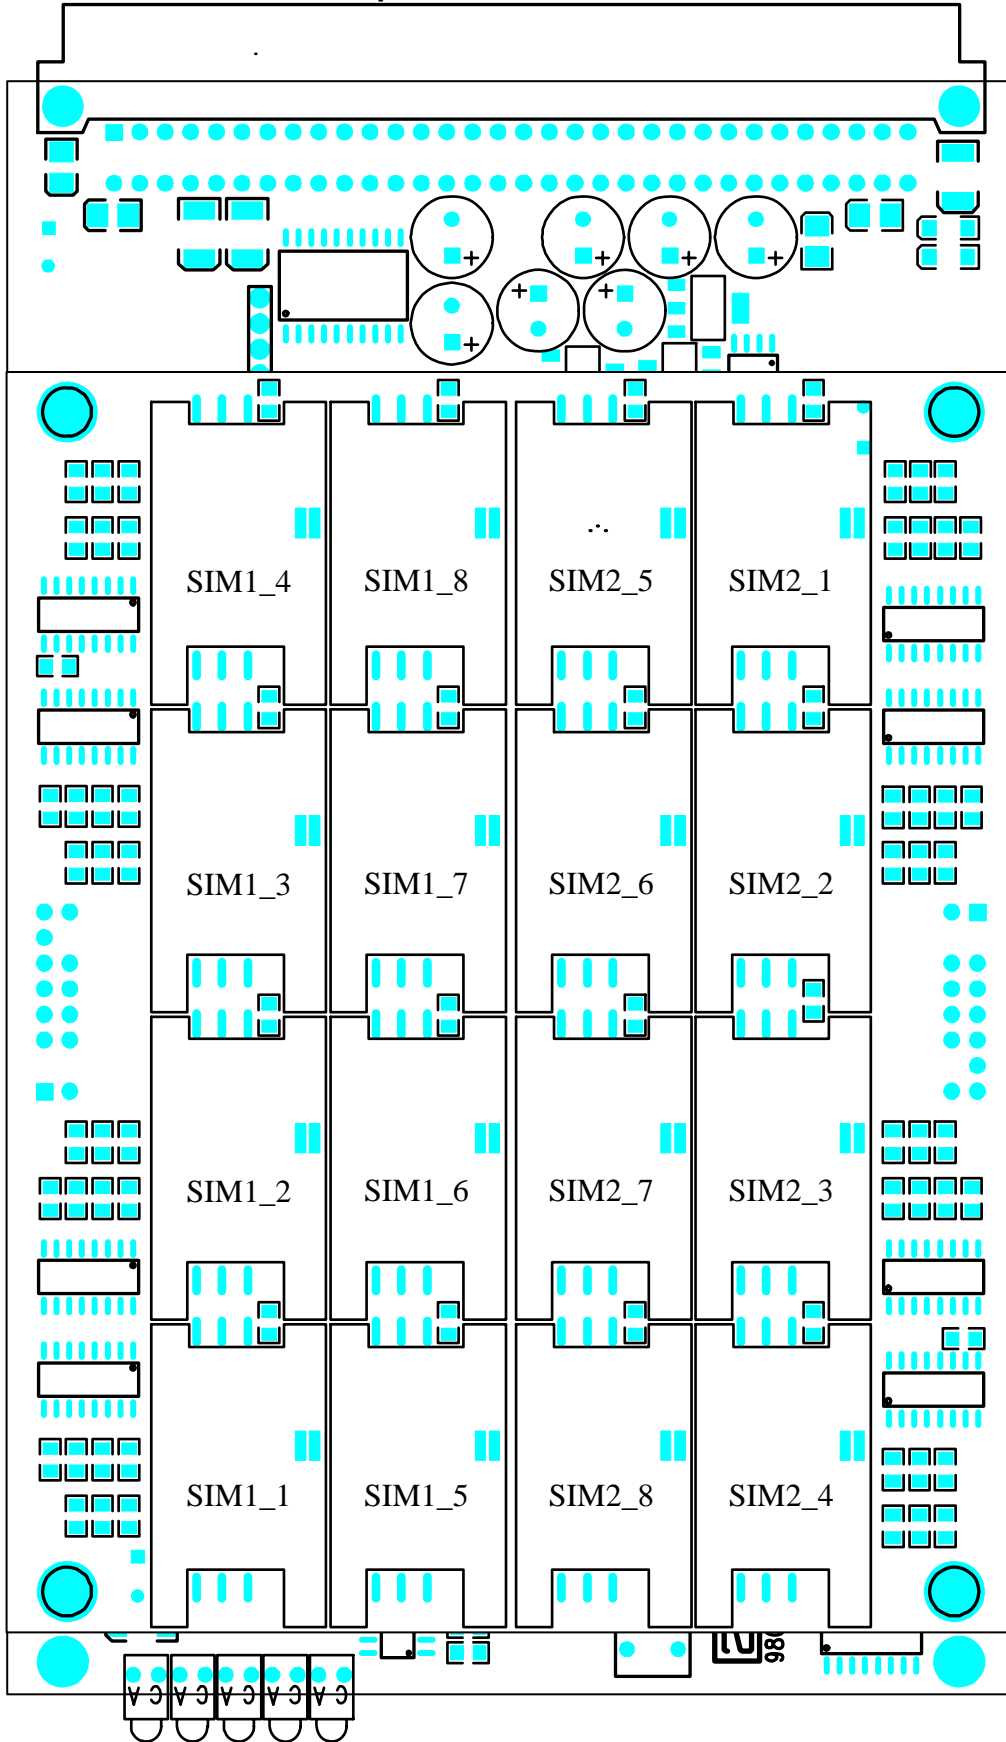 + + + +
+ +
+
SIM1_4 SIM1_8 SIM2_5 SIM2_1
SIM1_3 SIM1_7 SIM2_6 SIM2_2
SIM1_2 SIM1_6 SIM2_7 SIM2_3
SIM1_1 SIM1_5 SIM2_8 SIM2_4
A C A C A C A C A C